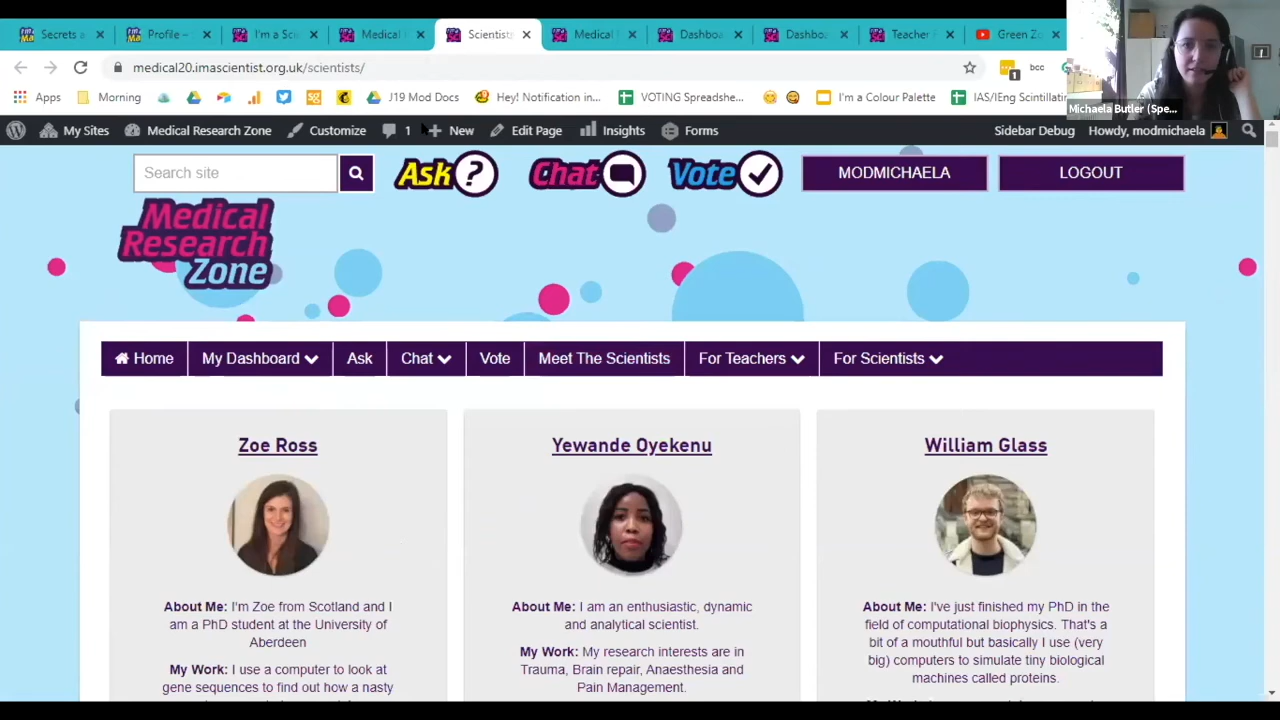 Secrets a
Profile –
I'm a Sci
Medical R
Scientists
Medical R
Dashboa
Dashboa
Teacher
Green Zo
medical20.imascientist.org.uk/scientists/
1
bcc
Michaela Butler (Spe...
Apps
Morning
J19 Mod Docs
Hey! Notification in...
VOTING Spreadshe...
I'm a Colour Palette
IAS/IEng Scintillati
My Sites
Medical Research Zone
Customize
1
New
Edit Page
Insights
Forms
Sidebar Debug
Howdy, modmichaela
Search site
Ask ?
Chat
Vote
MODMICHAELA
LOGOUT
Medical
Research
Zone
Home
My Dashboard
Ask
Chat
Vote
Meet The Scientists
For Teachers
For Scientists
Zoe Ross
About Me: I'm Zoe from Scotland and I
am a PhD student at the University of
Aberdeen
My Work: I use a computer to look at
gene sequences to find out how a nasty
Yewande Oyekenu
About Me: I am an enthusiastic, dynamic
and analytical scientist.
My Work: My research interests are in
Trauma, Brain repair, Anaesthesia and
Pain Management.
William Glass
About Me: I've just finished my PhD in the
field of computational biophysics. That's a
bit of a mouthful but basically I use (very
big) computers to simulate tiny biological
machines called proteins.